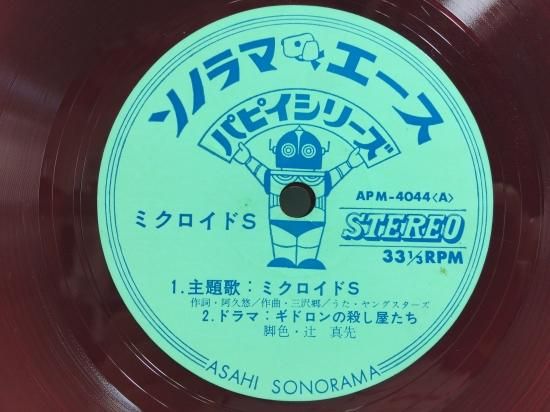 ソノラマエース
パピイシリーズ
APM-4044<A>
ミクロイドS
STEREO
33⅓RPM
1.主題歌:ミクロイドS
作詞・阿久悠/作曲・三沢郷/うた・ヤングスターズ
2.ドラマ:ギドロンの殺し屋たち
脚色・辻 真先
ASAHI SONORAMA